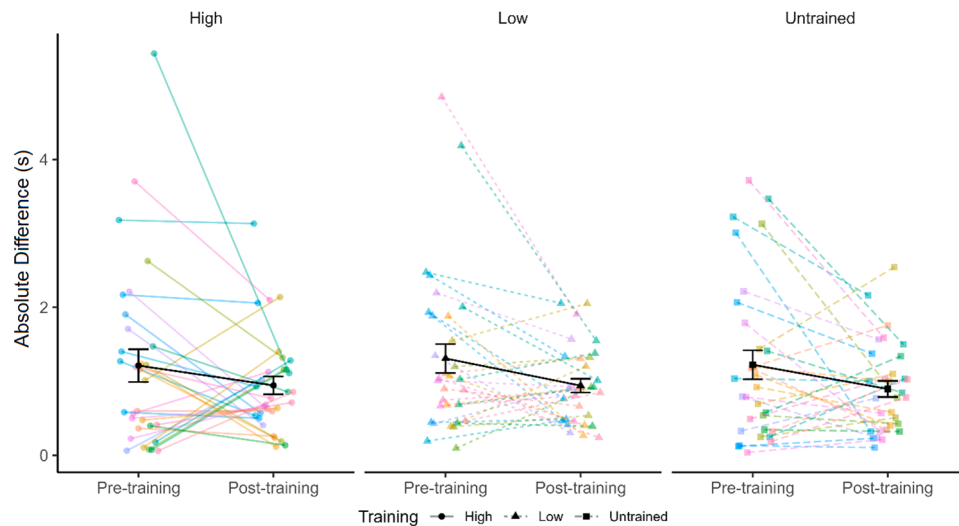 High Low Untrained
Absolute Difference (s)
4
2
0
Pre-training Post-training Pre-training Post-training Pre-training Post-training
Training High Low Untrained